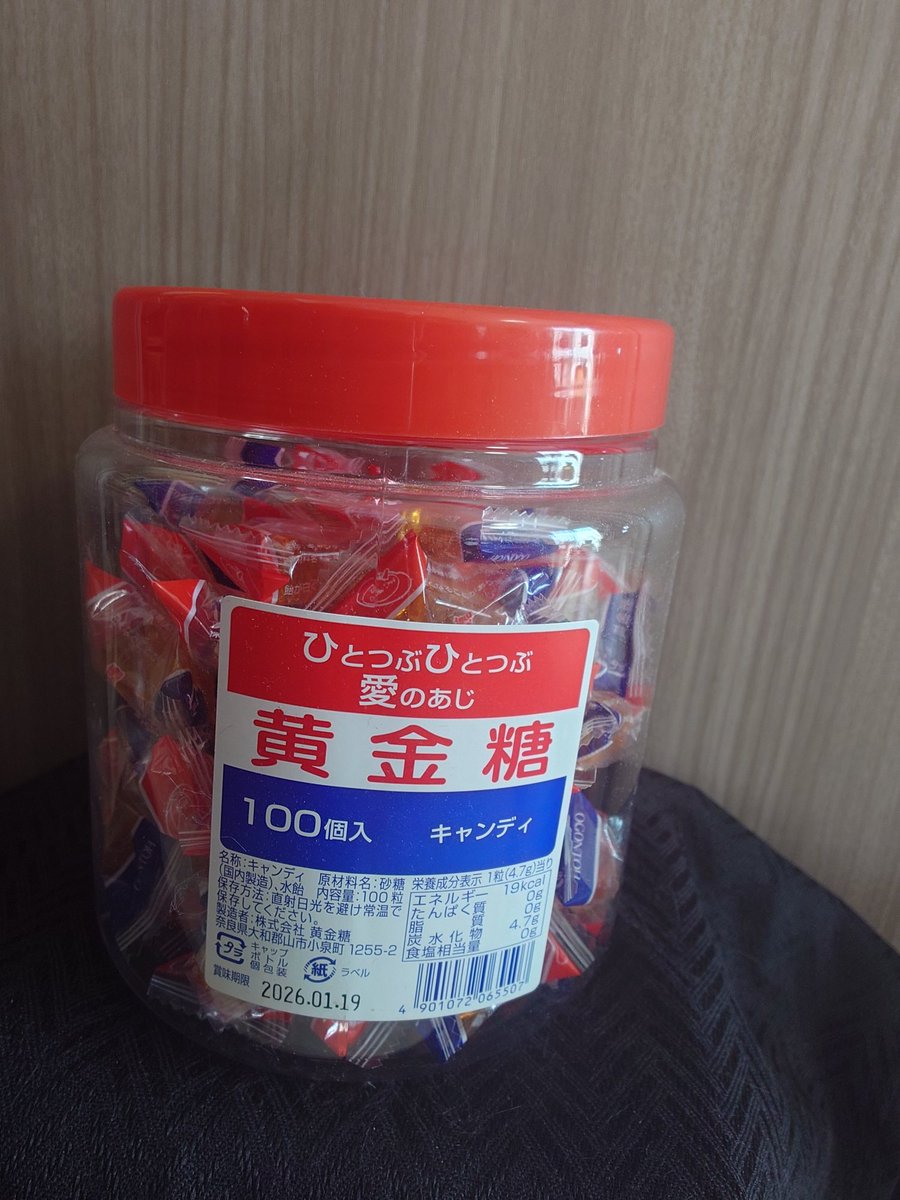 ひとつぶひとつぶ
愛のあじ
黄金糖
100個入 キャンディ
名称:キャンディ 原材料名:砂糖
(国内製造)、水飴 内容量:100粒
保存方法:直射日光を避け常温で
保存してください。
製造者:株式会社 黄金糖
奈良県大和郡山市小泉町 1255-2
プラ
キャップ
ボトル
個包装
紙
ラベル
賞味期限 2026.01.19
栄養成分表示 1粒(4.7g)当り
エネルギー 19kcal
たんぱく質 0g
脂質 0g
炭水化物 4.7g
食塩相当量 0g
4 901072 065507
OGONTOH